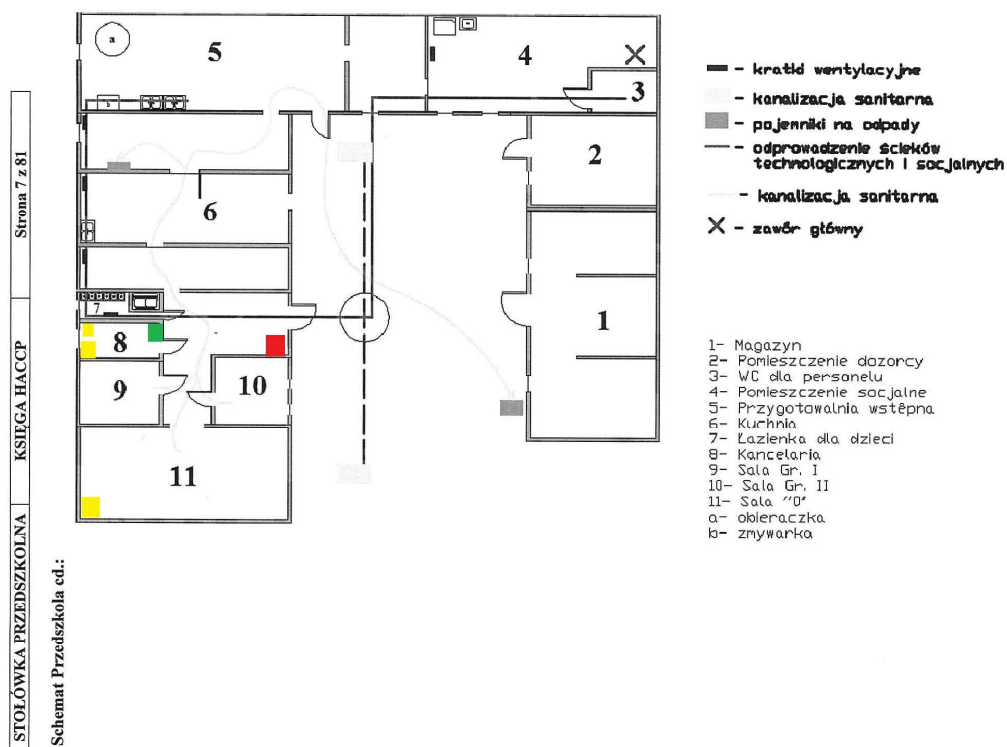 STOŁÓWKA PRZEDSZKOLNA
KSIĘGA HACCP
Strona 7 z 81
Schemat Przedszkola cd.:
a
5
4
3
2
6
7
8
9
10
1
11
- kratki wentylacyjne
- kanalizacja sanitarna
- pojemniki na odpady
- odprowadzenie ścieków
technologicznych i socjalnych
- kanalizacja sanitarna
- zawór główny
1- Magazyn
2- Pomieszczenie dozorcy
3- WC dla personelu
4- Pomieszczenie socjalne
5- Przygotowalnia wstępna
6- Kuchnia
7- Łazienka dla dzieci
8- Kancelaria
9- Sala Gr. I
10- Sala Gr. II
11- Sala "0"
a- obieraczka
b- zmywarka